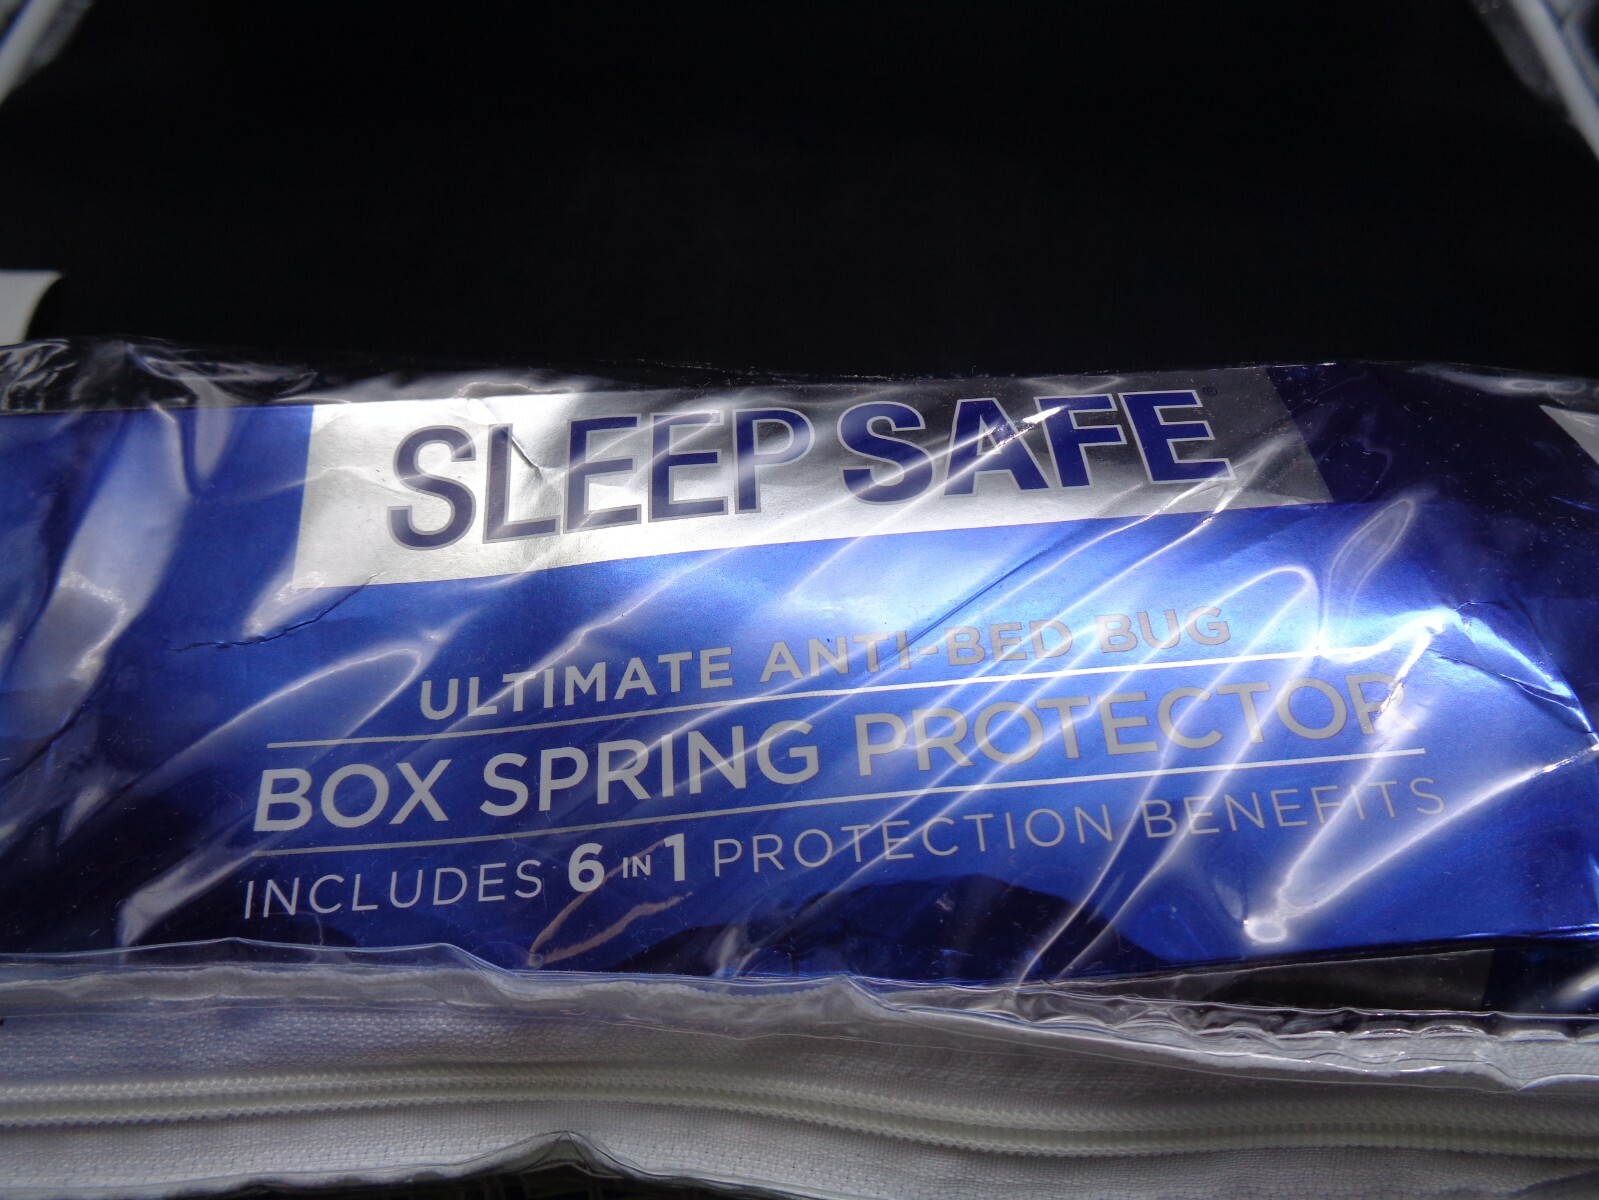 SLEEP SAFE®
ULTIMATE ANTI-BED BUG
BOX SPRING PROTECTOR
INCLUDES 6 IN 1 PROTECTION BENEFITS